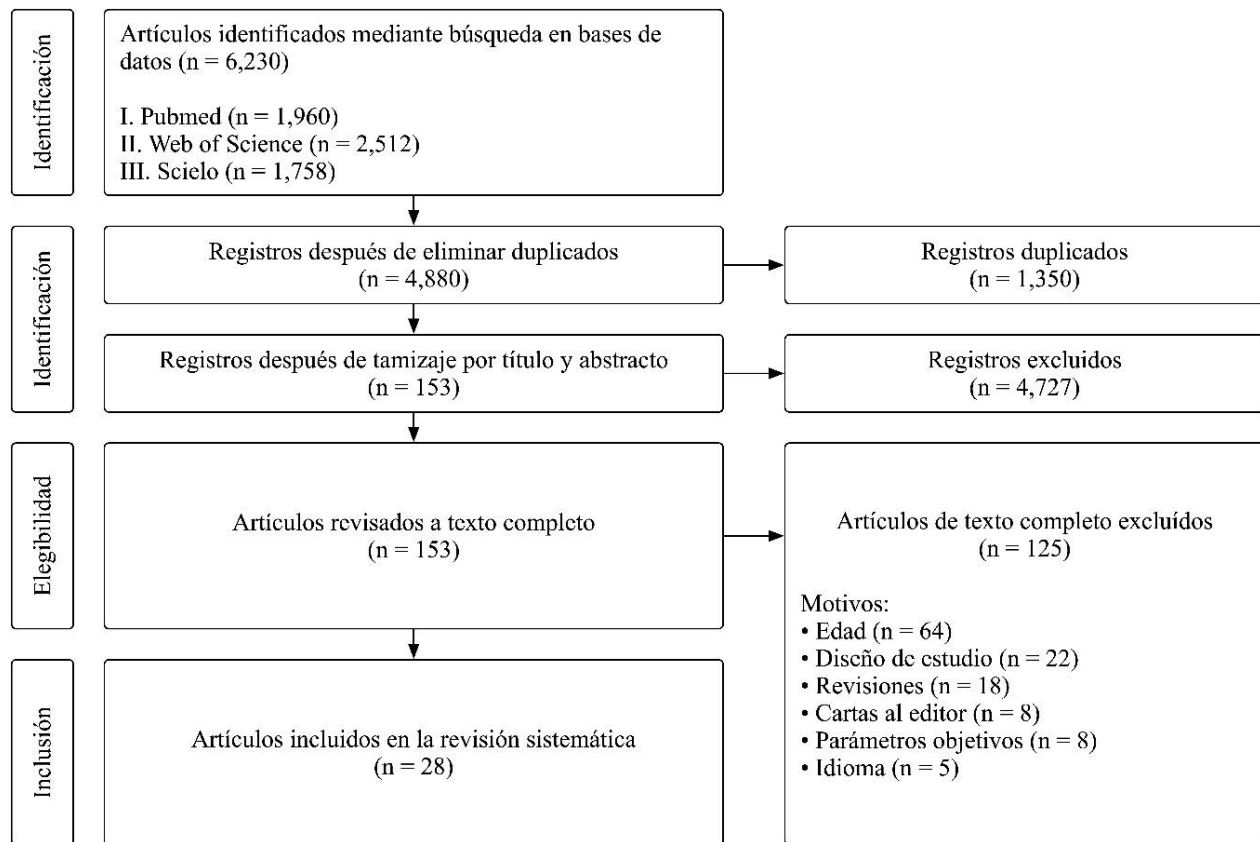 Identificación
Artículos identificados mediante búsqueda en bases de
datos (n = 6,230)
I. Pubmed (n = 1,960)
II. Web of Science (n = 2,512)
III. Scielo (n = 1,758)
Identificación
Registros después de eliminar duplicados
(n = 4,880)
Registros duplicados
(n = 1,350)
Registros después de tamizaje por título y abstracto
(n = 153)
Registros excluidos
(n = 4,727)
Elegibilidad
Artículos revisados a texto completo
(n = 153)
Artículos de texto completo excluídos
(n = 125)
Motivos:
• Edad (n = 64)
• Diseño de estudio (n = 22)
• Revisiones (n = 18)
• Cartas al editor (n = 8)
• Parámetros objetivos (n = 8)
• Idioma (n = 5)
Inclusión
Artículos incluidos en la revisión sistemática
(n = 28)